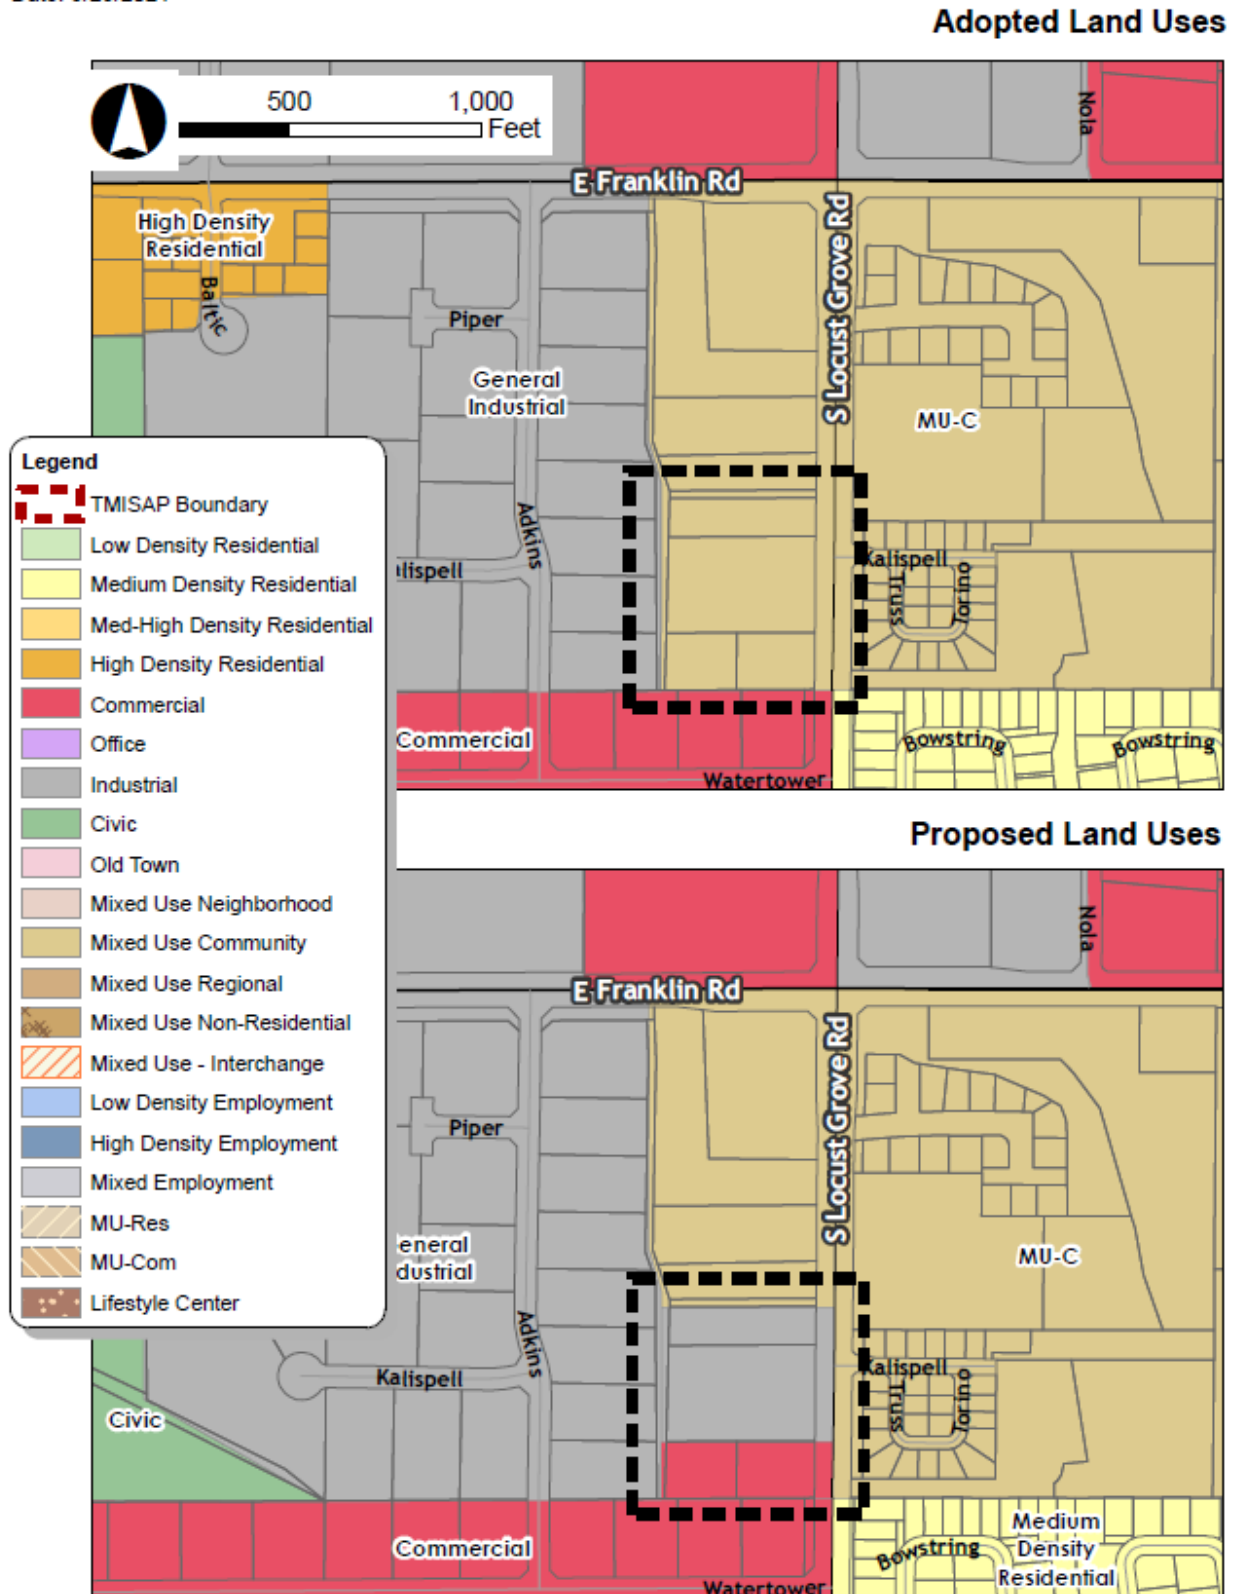 Adopted Land Uses
500 1,000
Feet
Nola
E Franklin Rd
S Locust Grove Rd
High Density
Residential
Baltic
Piper
General
Industrial
MU-C
Adkins
Kalispell
Truss
Torino
Commercial
Bowstring
Bowstring
Watertower
Legend
TMISAP Boundary
Low Density Residential
Medium Density Residential
Med-High Density Residential
High Density Residential
Commercial
Office
Industrial
Civic
Old Town
Mixed Use Neighborhood
Mixed Use Community
Mixed Use Regional
Mixed Use Non-Residential
Mixed Use - Interchange
Low Density Employment
High Density Employment
Mixed Employment
MU-Res
MU-Com
Lifestyle Center
Proposed Land Uses
Nola
E Franklin Rd
S Locust Grove Rd
Piper
eneral
dustrial
MU-C
Adkins
Kalispell
Kalispell
Truss
Torino
Civic
Commercial
Bowstring
Medium
Density
Residential
Watertower